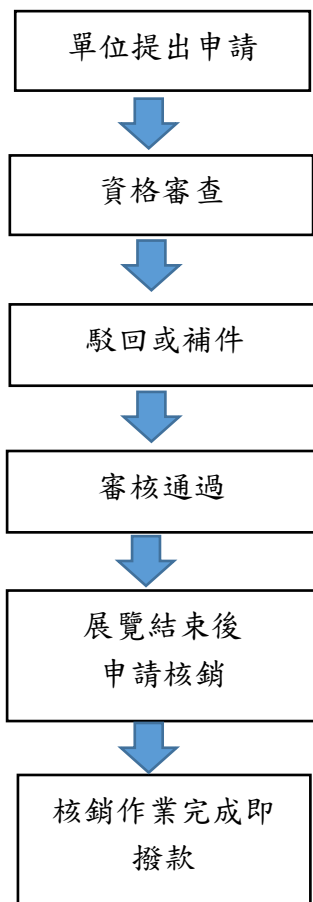 單位提出申請
資格審查
駁回或補件
審核通過
展覽結束後
申請核銷
核銷作業完成即
撥款